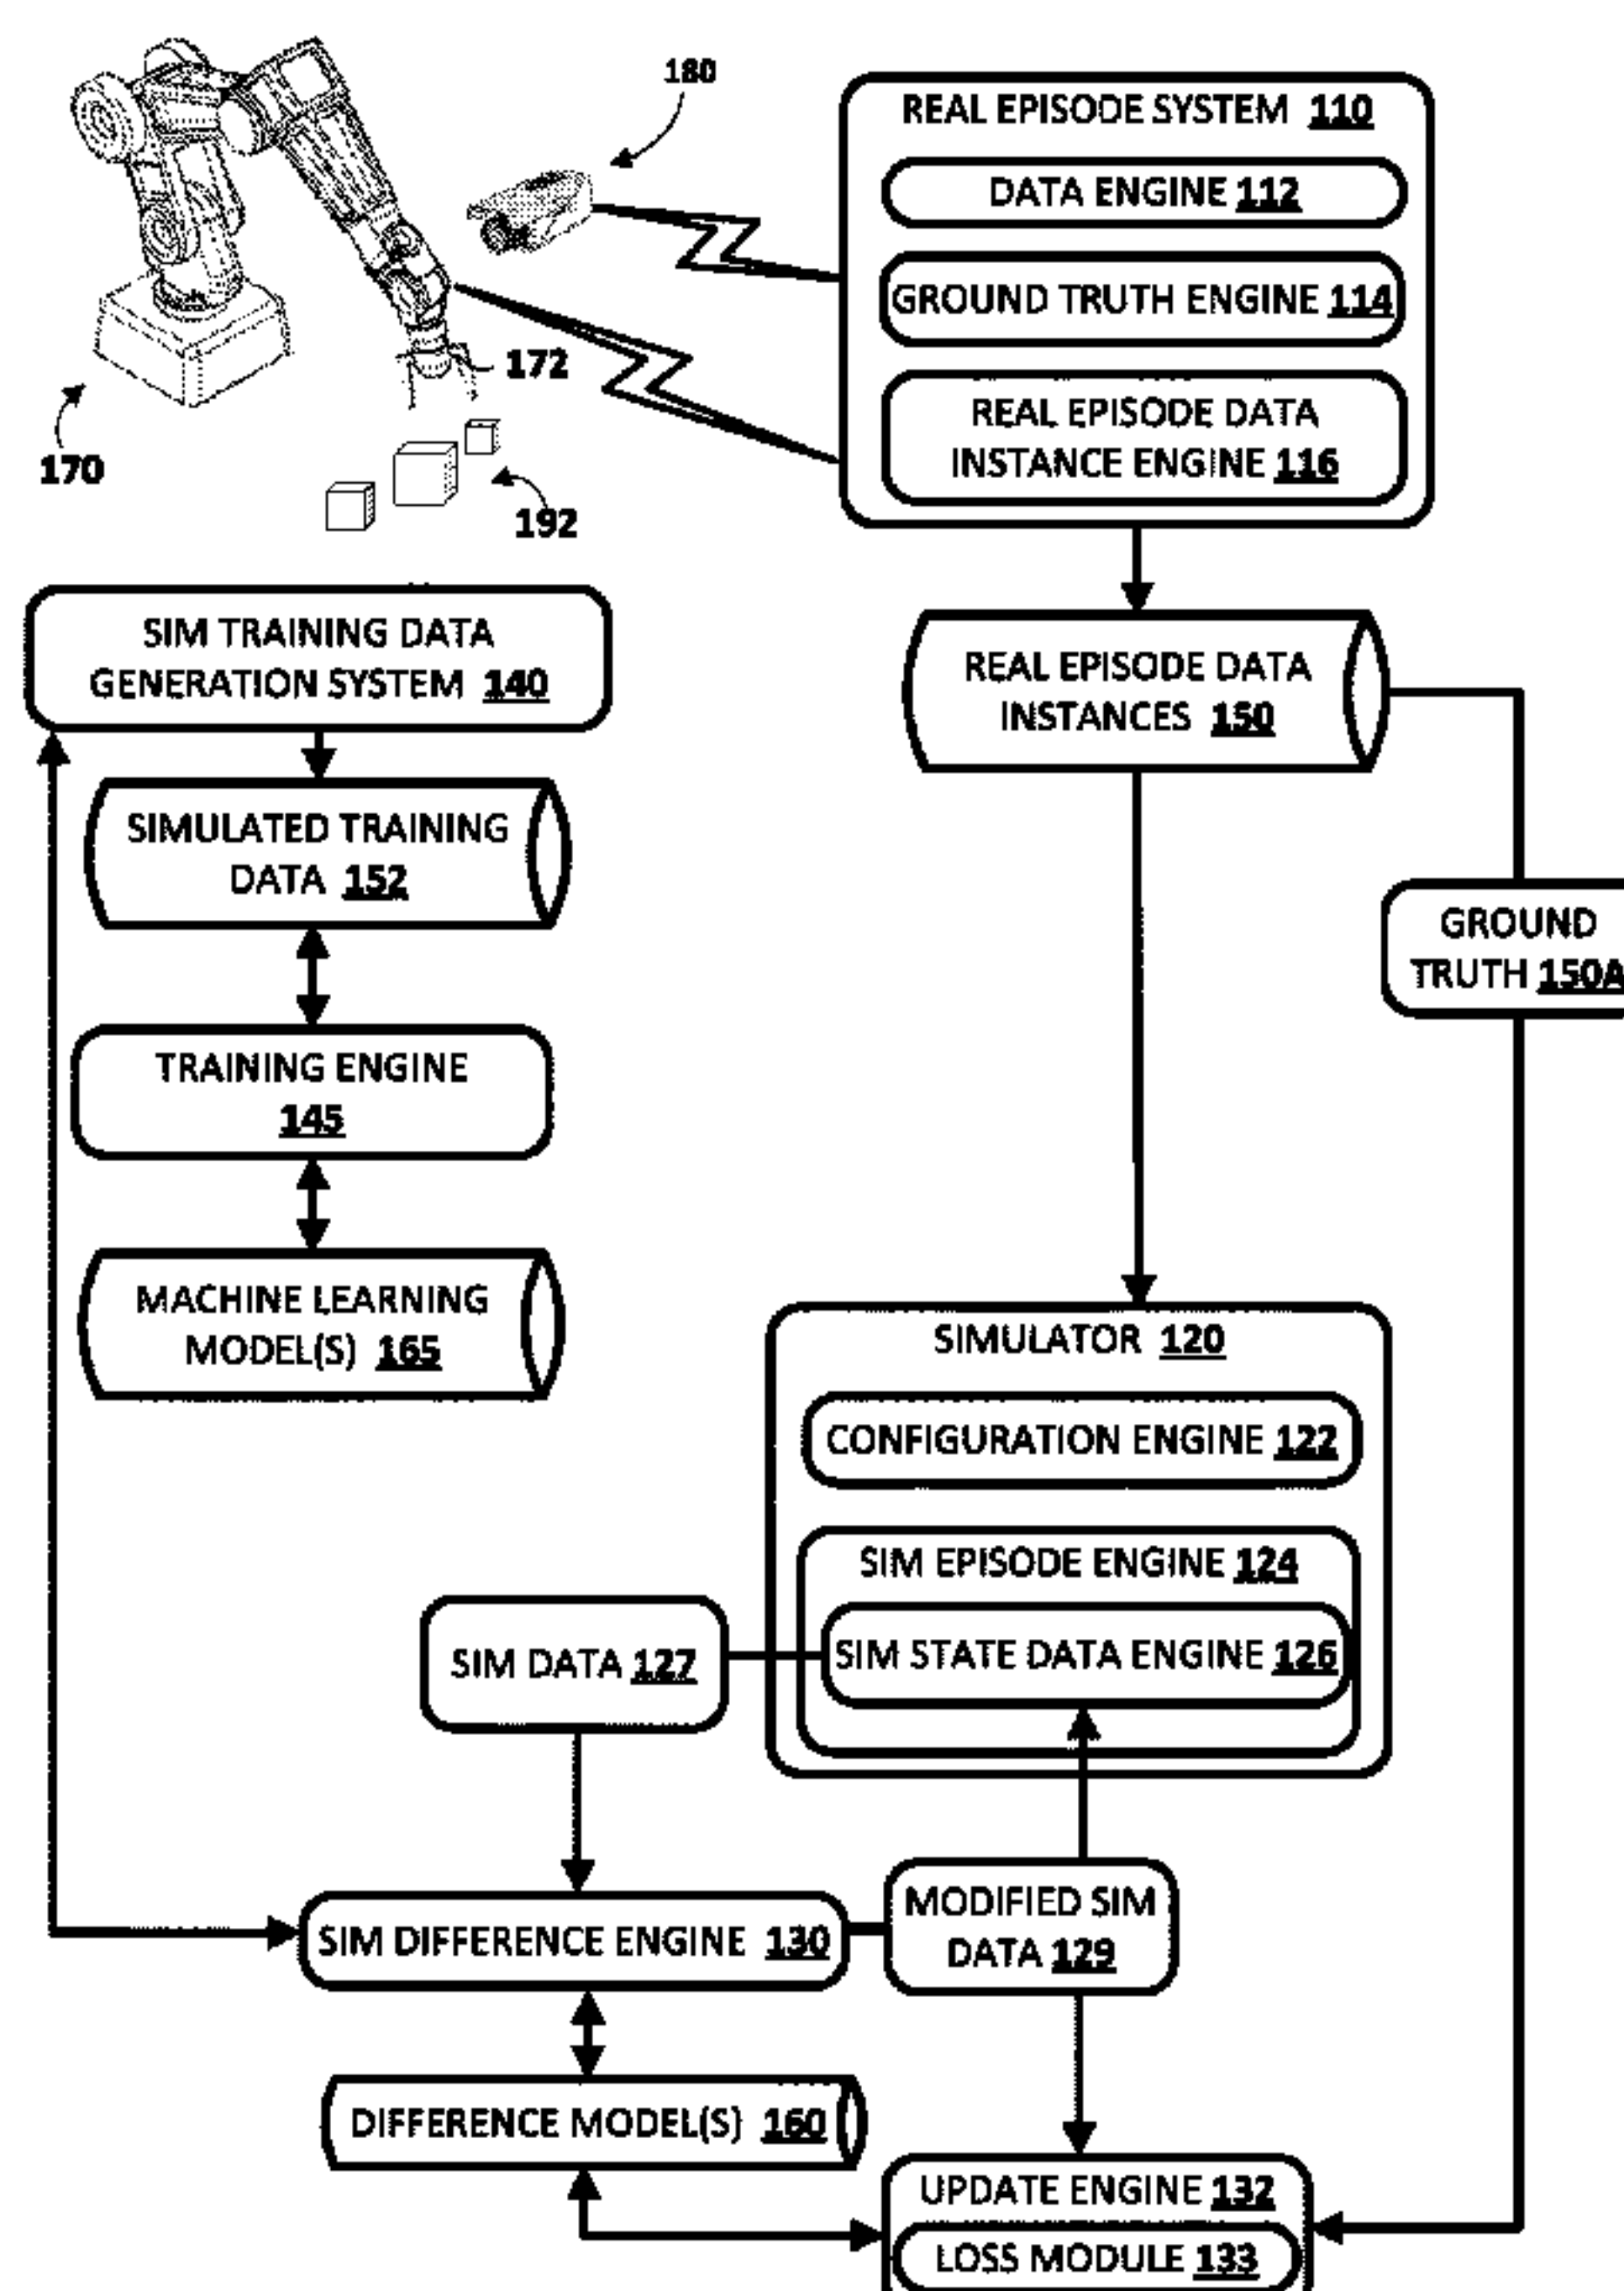 180
REAL EPISODE SYSTEM 110
DATA ENGINE 112
GROUND TRUTH ENGINE 114
REAL EPISODE DATA
INSTANCE ENGINE 116
172
170
192
SIM TRAINING DATA
GENERATION SYSTEM 140
REAL EPISODE DATA
INSTANCES 150
SIMULATED TRAINING
DATA 152
GROUND
TRUTH 150A
TRAINING ENGINE
145
MACHINE LEARNING
MODEL(S) 165
SIMULATOR 120
CONFIGURATION ENGINE 122
SIM EPISODE ENGINE 124
SIM STATE DATA ENGINE 126
SIM DATA 127
MODIFIED SIM
DATA 129
SIM DIFFERENCE ENGINE 130
DIFFERENCE MODEL(S) 160
UPDATE ENGINE 132
LOSS MODULE 133